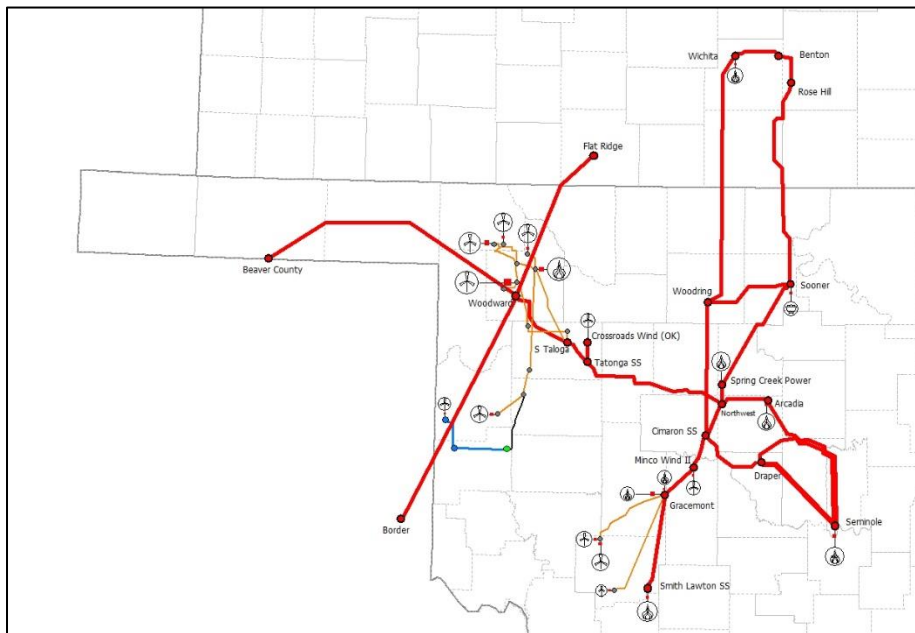 Wichita
Benton
Rose Hill
Flat Ridge
Beaver County
Woodward
Woodring
Sooner
S Taloga
Crossroads Wind (OK)
Tatonga SS
Spring Creek Power
Northwest
Arcadia
Cimaron SS
Minco Wind II
Draper
Gracemont
Border
Seminole
Smith Lawton SS